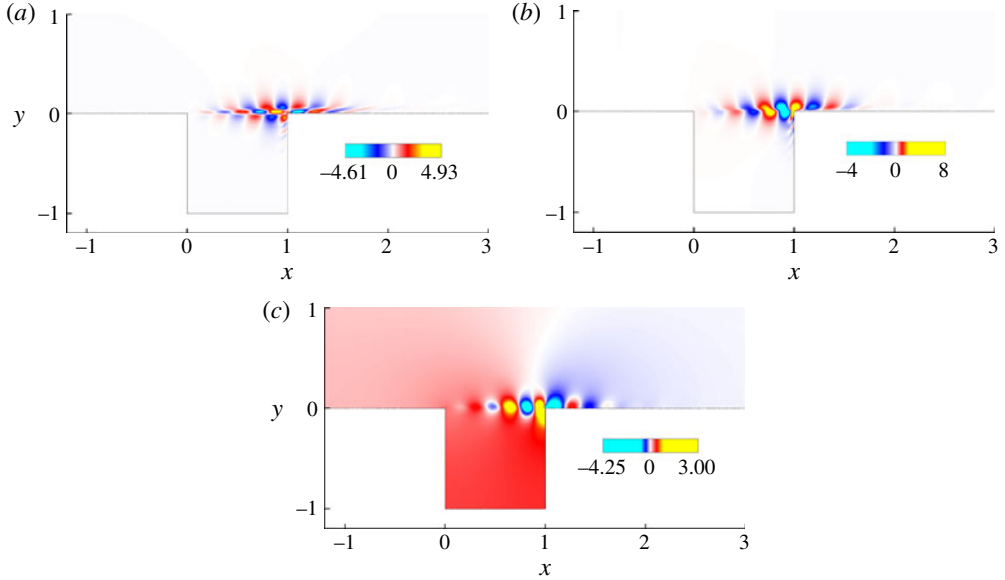 (a) (b)
1 1
y 0 0
−4.61 0 4.93 −4 0 8
−1 −1
−1 0 1 2 3 −1 0 1 2 3
x x
(c)
1
y 0
−4.25 0 3.00
−1
−1 0 1 2 3
x